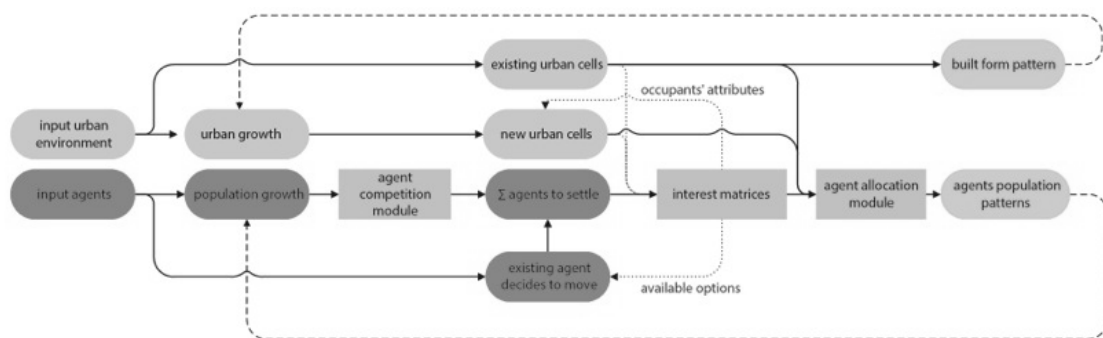 existing urban cells
built form pattern
occupants' attributes
input urban
environment
urban growth
new urban cells
input agents
population growth
agent
competition
module
Σ agents to settle
interest matrices
agent allocation
module
agents population
patterns
existing agent
decides to move
available options